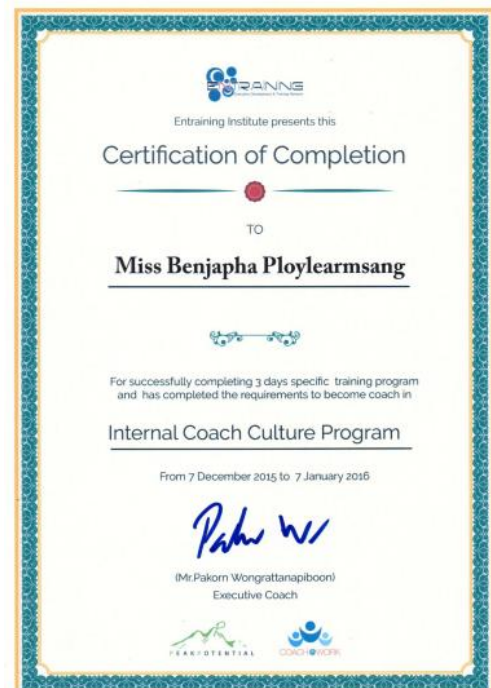 ENTRAINING
Entraining Institute presents this
Certification of Completion
TO
Miss Benjapha Ploylearmsang
For successfully completing 3 days specific training program
and has completed the requirements to become coach in
Internal Coach Culture Program
From 7 December 2015 to 7 January 2016
(Mr.Pakorn Wongrattanapiboon)
Executive Coach
PEAKPOTENTIAL
COACH@WORK